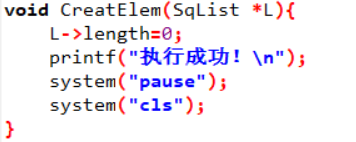 void CreatElem(SqList *L){
    L->length=0;
    printf("执行成功！\n");
    system("pause");
    system("cls");
}